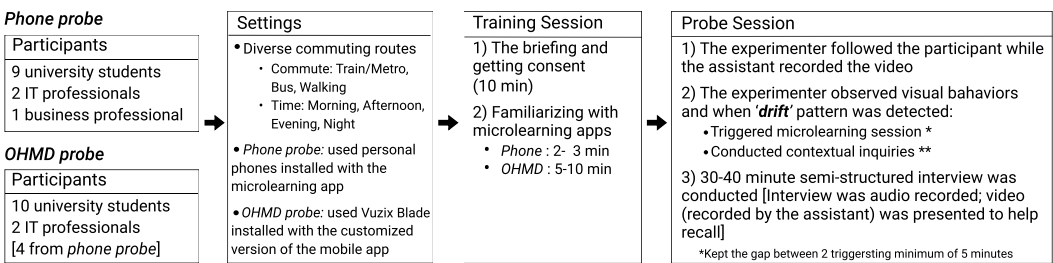 Phone probe
Participants
9 university students
2 IT professionals
1 business professional
OHMD probe
Participants
10 university students
2 IT professionals
[4 from phone probe]
Settings
• Diverse commuting routes
• Commute: Train/Metro,
Bus, Walking
• Time: Morning, Afternoon,
Evening, Night
• Phone probe: used personal
phones installed with the
microlearning app
• OHMD probe: used Vuzix Blade
installed with the customized
version of the mobile app
Training Session
1) The briefing and
getting consent
(10 min)
2) Familiarizing with
microlearning apps
• Phone : 2- 3 min
• OHMD : 5-10 min
Probe Session
1) The experimenter followed the participant while
the assistant recorded the video
2) The experimenter observed visual bahaviors
and when 'drift' pattern was detected:
• Triggered microlearning session *
• Conducted contextual inquiries **
3) 30-40 minute semi-structured interview was
conducted [Interview was audio recorded; video
(recorded by the assistant) was presented to help
recall]
*Kept the gap between 2 triggersting minimum of 5 minutes